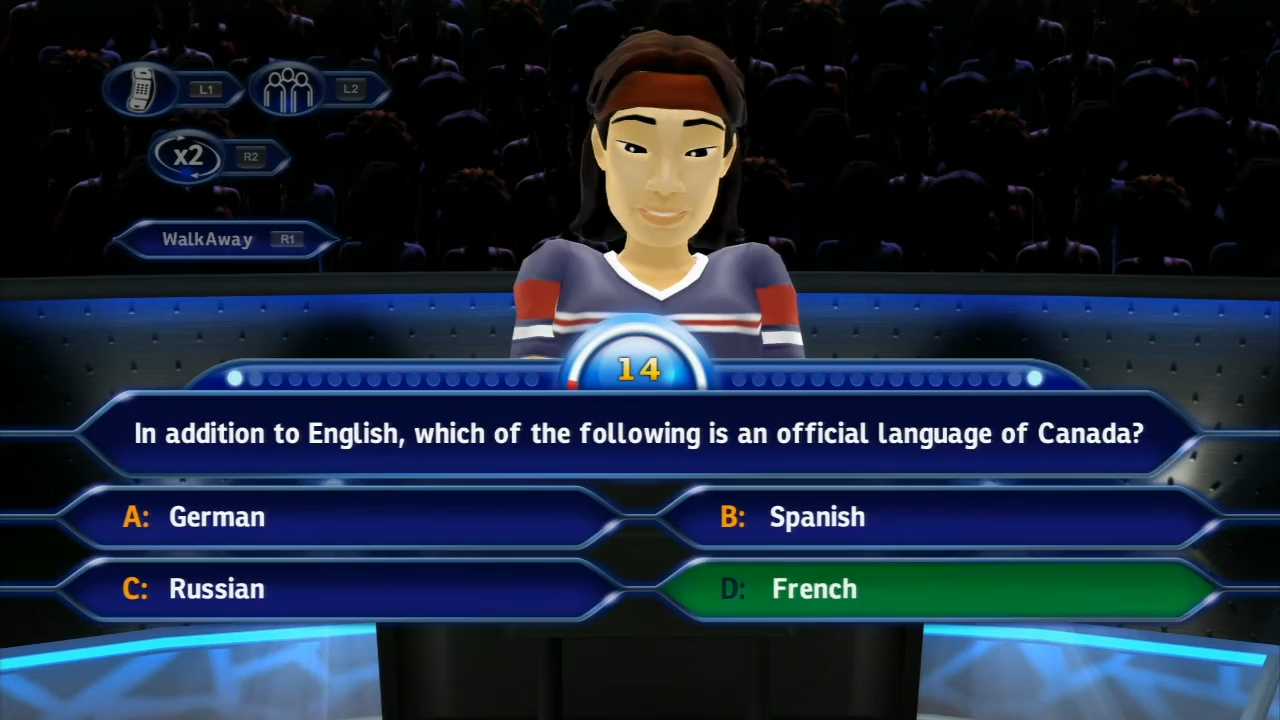 L1
L2
x2
R2
WalkAway
R1
14
In addition to English, which of the following is an official language of Canada?
A: German
B: Spanish
C: Russian
D: French